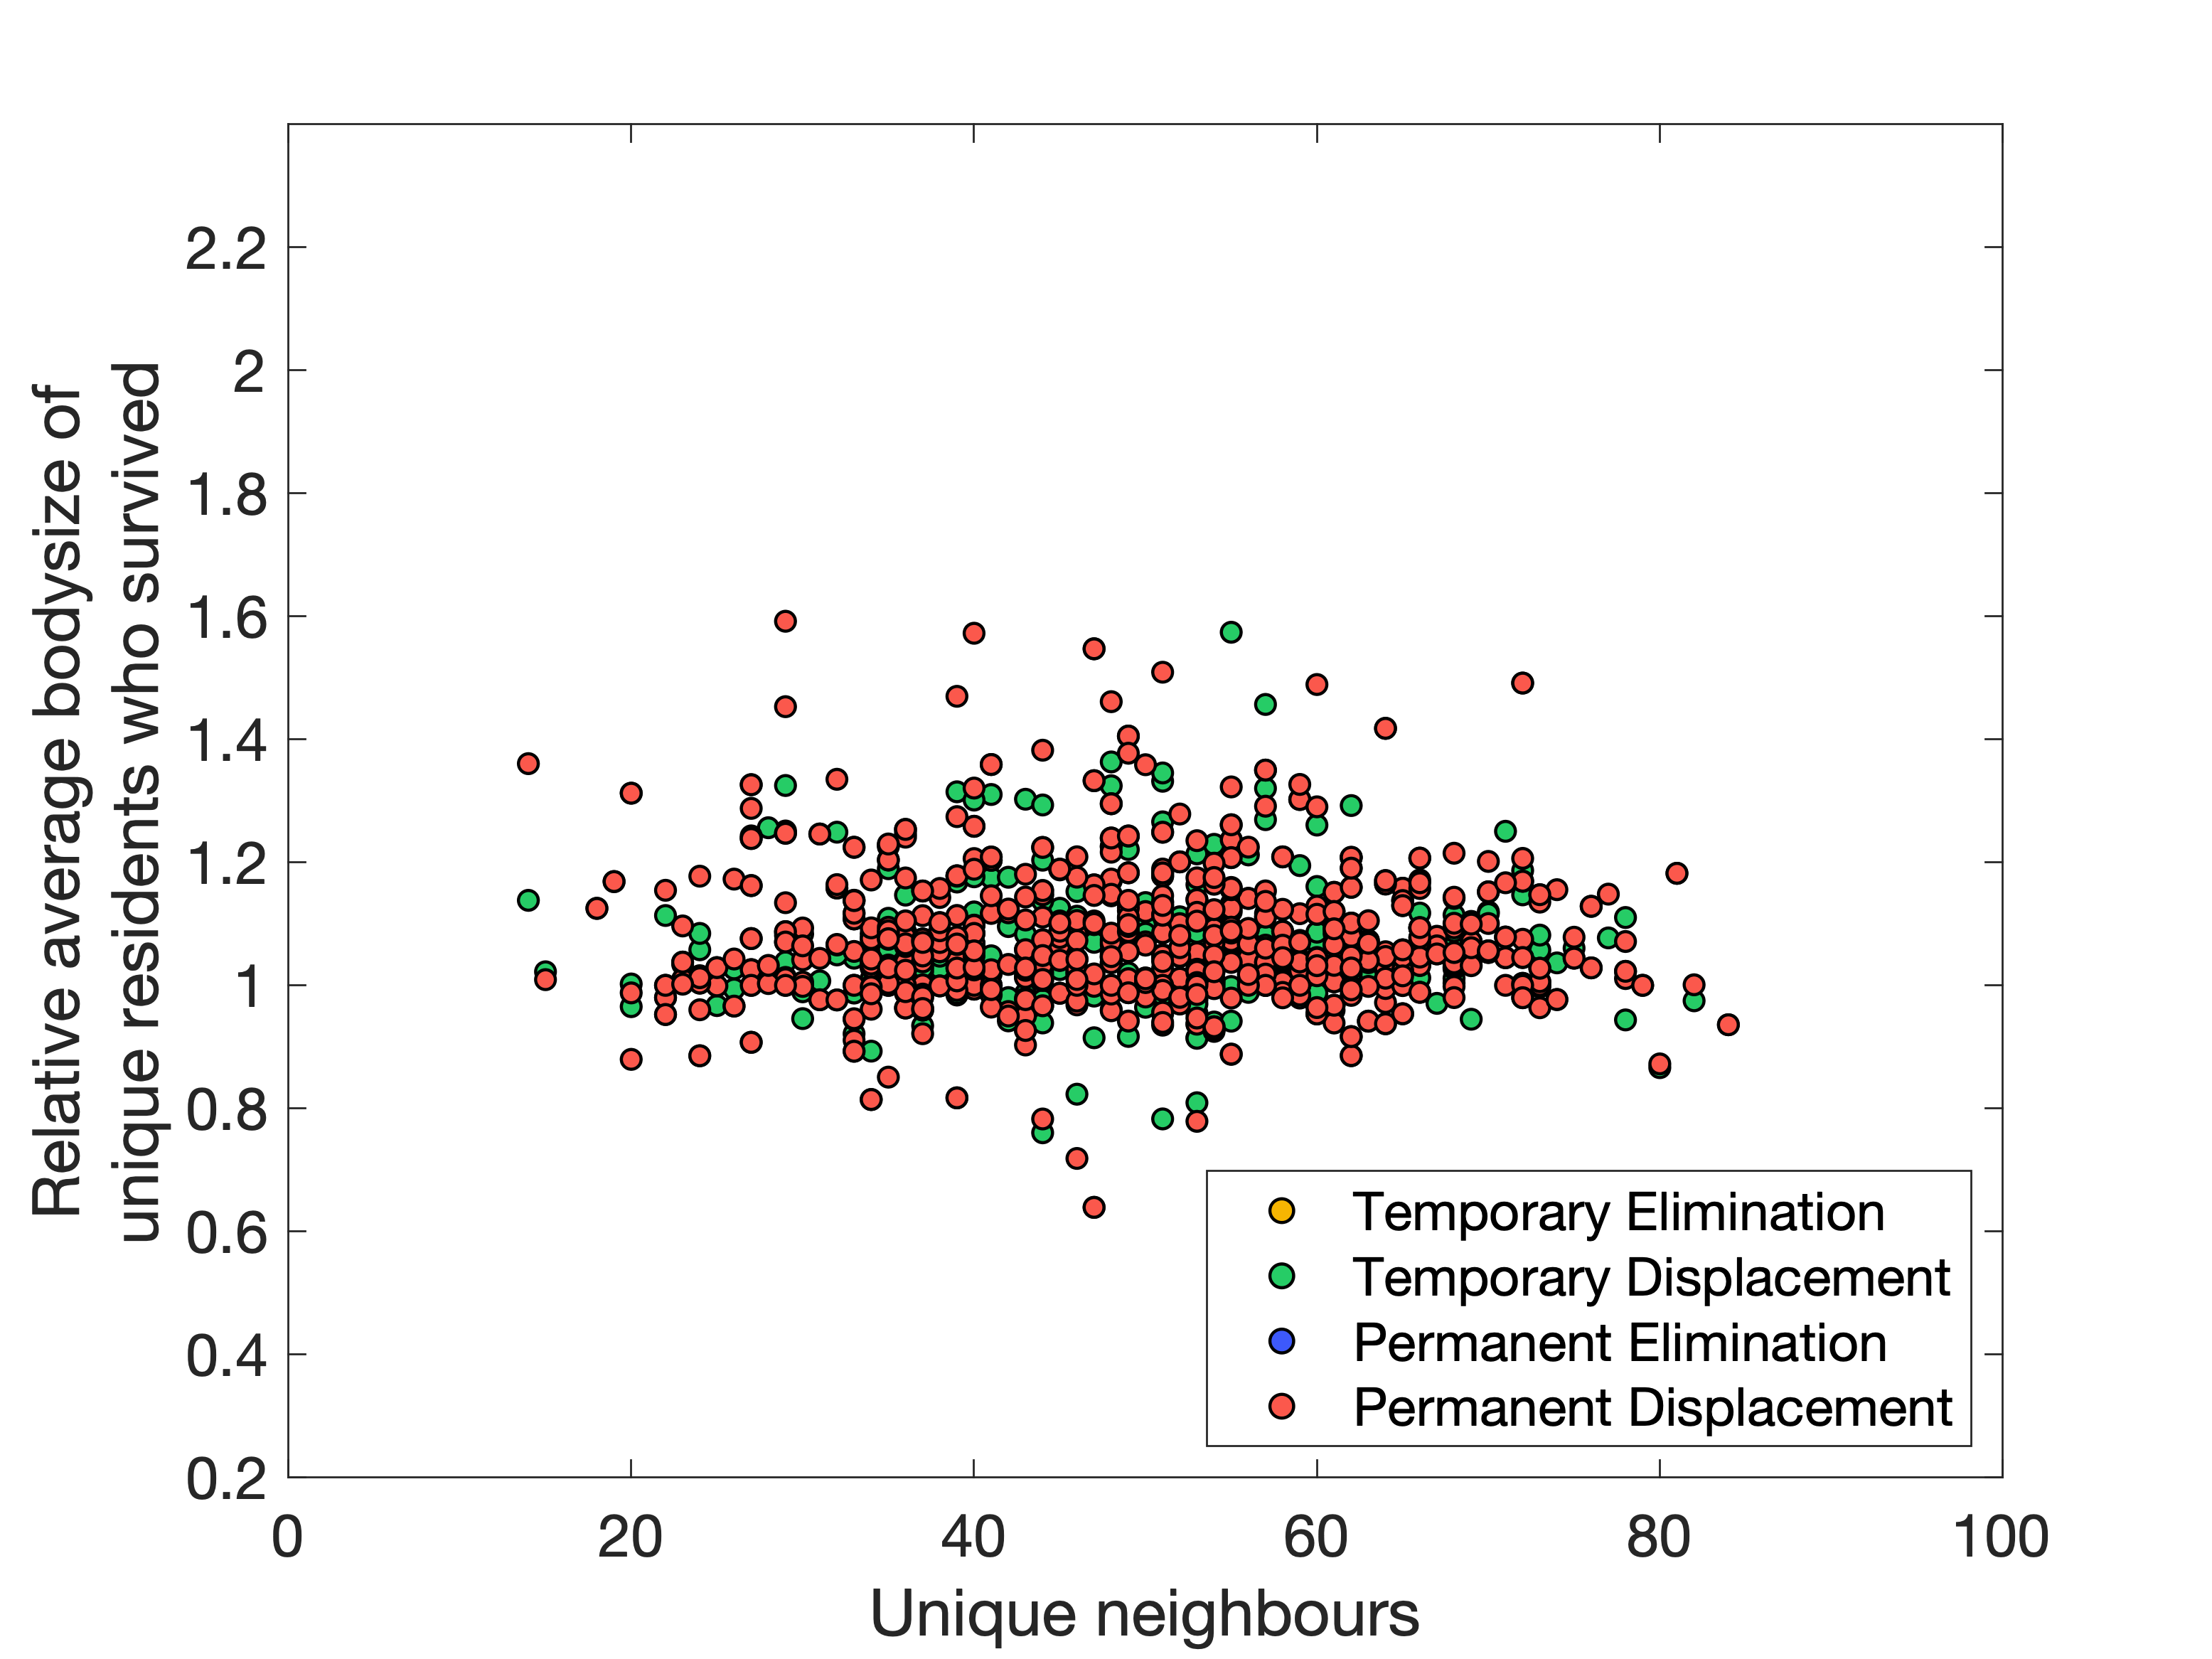 Relative average bodysize of
unique residents who survived
2.2
2
1.8
1.6
1.4
1.2
1
0.8
0.6
0.4
0.2
0
20
40
60
80
100
Unique neighbours
Temporary Elimination
Temporary Displacement
Permanent Elimination
Permanent Displacement